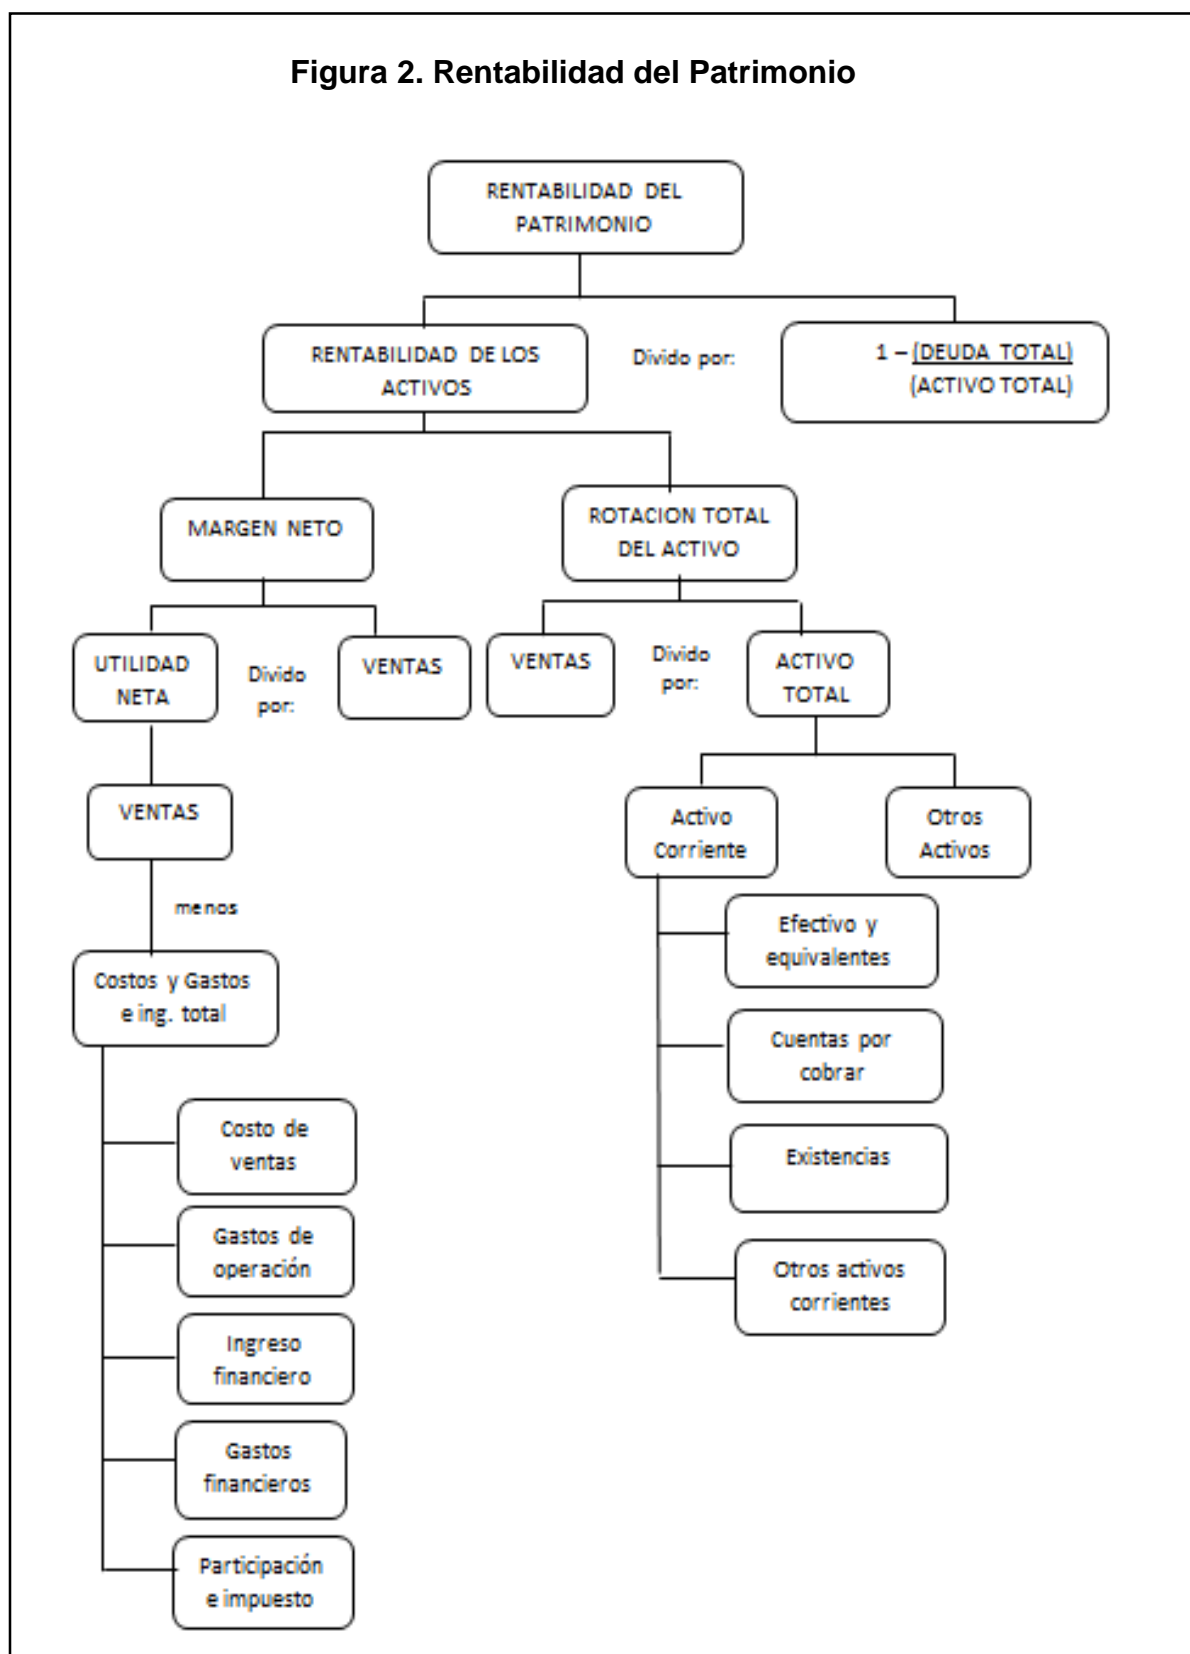 Figura 2. Rentabilidad del Patrimonio
RENTABILIDAD DEL
PATRIMONIO
RENTABILIDAD DE LOS
ACTIVOS
Divido por:
1 – (DEUDA TOTAL)
(ACTIVO TOTAL)
MARGEN NETO
ROTACION TOTAL
DEL ACTIVO
UTILIDAD
NETA
Divido
por:
VENTAS
VENTAS
Divido
por:
ACTIVO
TOTAL
VENTAS
menos
Costos y Gastos
e ing. total
Costo de
ventas
Gastos de
operación
Ingreso
financiero
Gastos
financieros
Participación
e impuesto
Activo
Corriente
Otros
Activos
Efectivo y
equivalentes
Cuentas por
cobrar
Existencias
Otros activos
corrientes